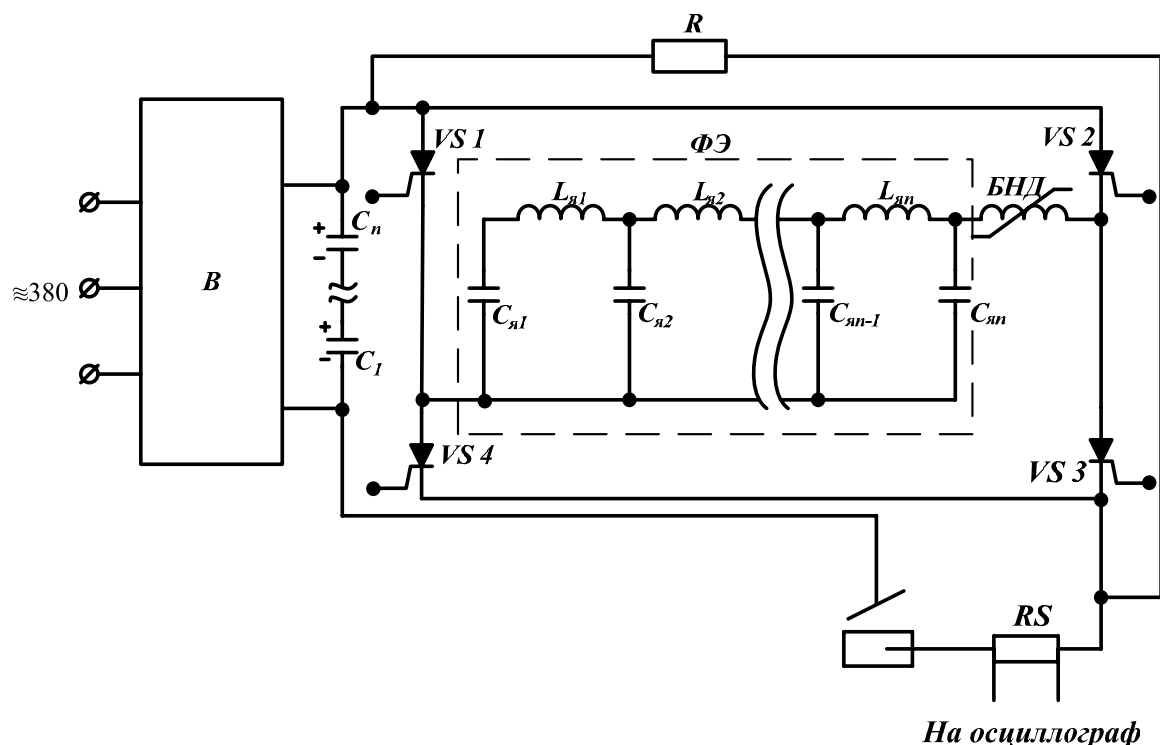 R
VS 1
ФЭ
VS 2
Lя1
Lя2
Lяn
БНД
Cn
+
−
≈380
B
Cя1
Cя2
Cяn-1
Cяn
+
−
C1
VS 4
VS 3
RS
На осциллограф